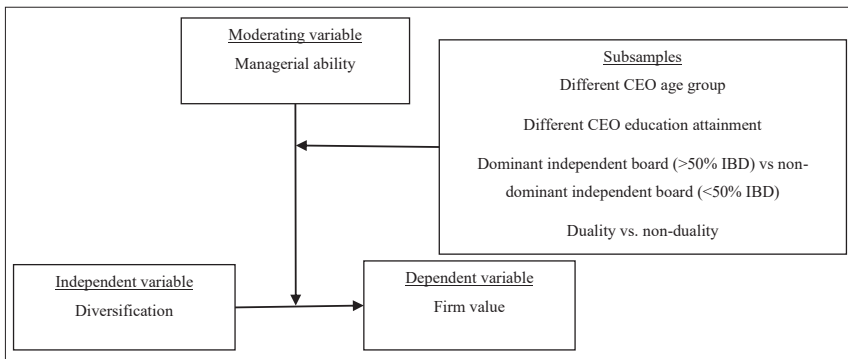 Moderating variable
Managerial ability
Subsamples
Different CEO age group
Different CEO education attainment
Dominant independent board (>50% IBD) vs non-
dominant independent board (<50% IBD)
Duality vs. non-duality
Independent variable
Diversification
Dependent variable
Firm value